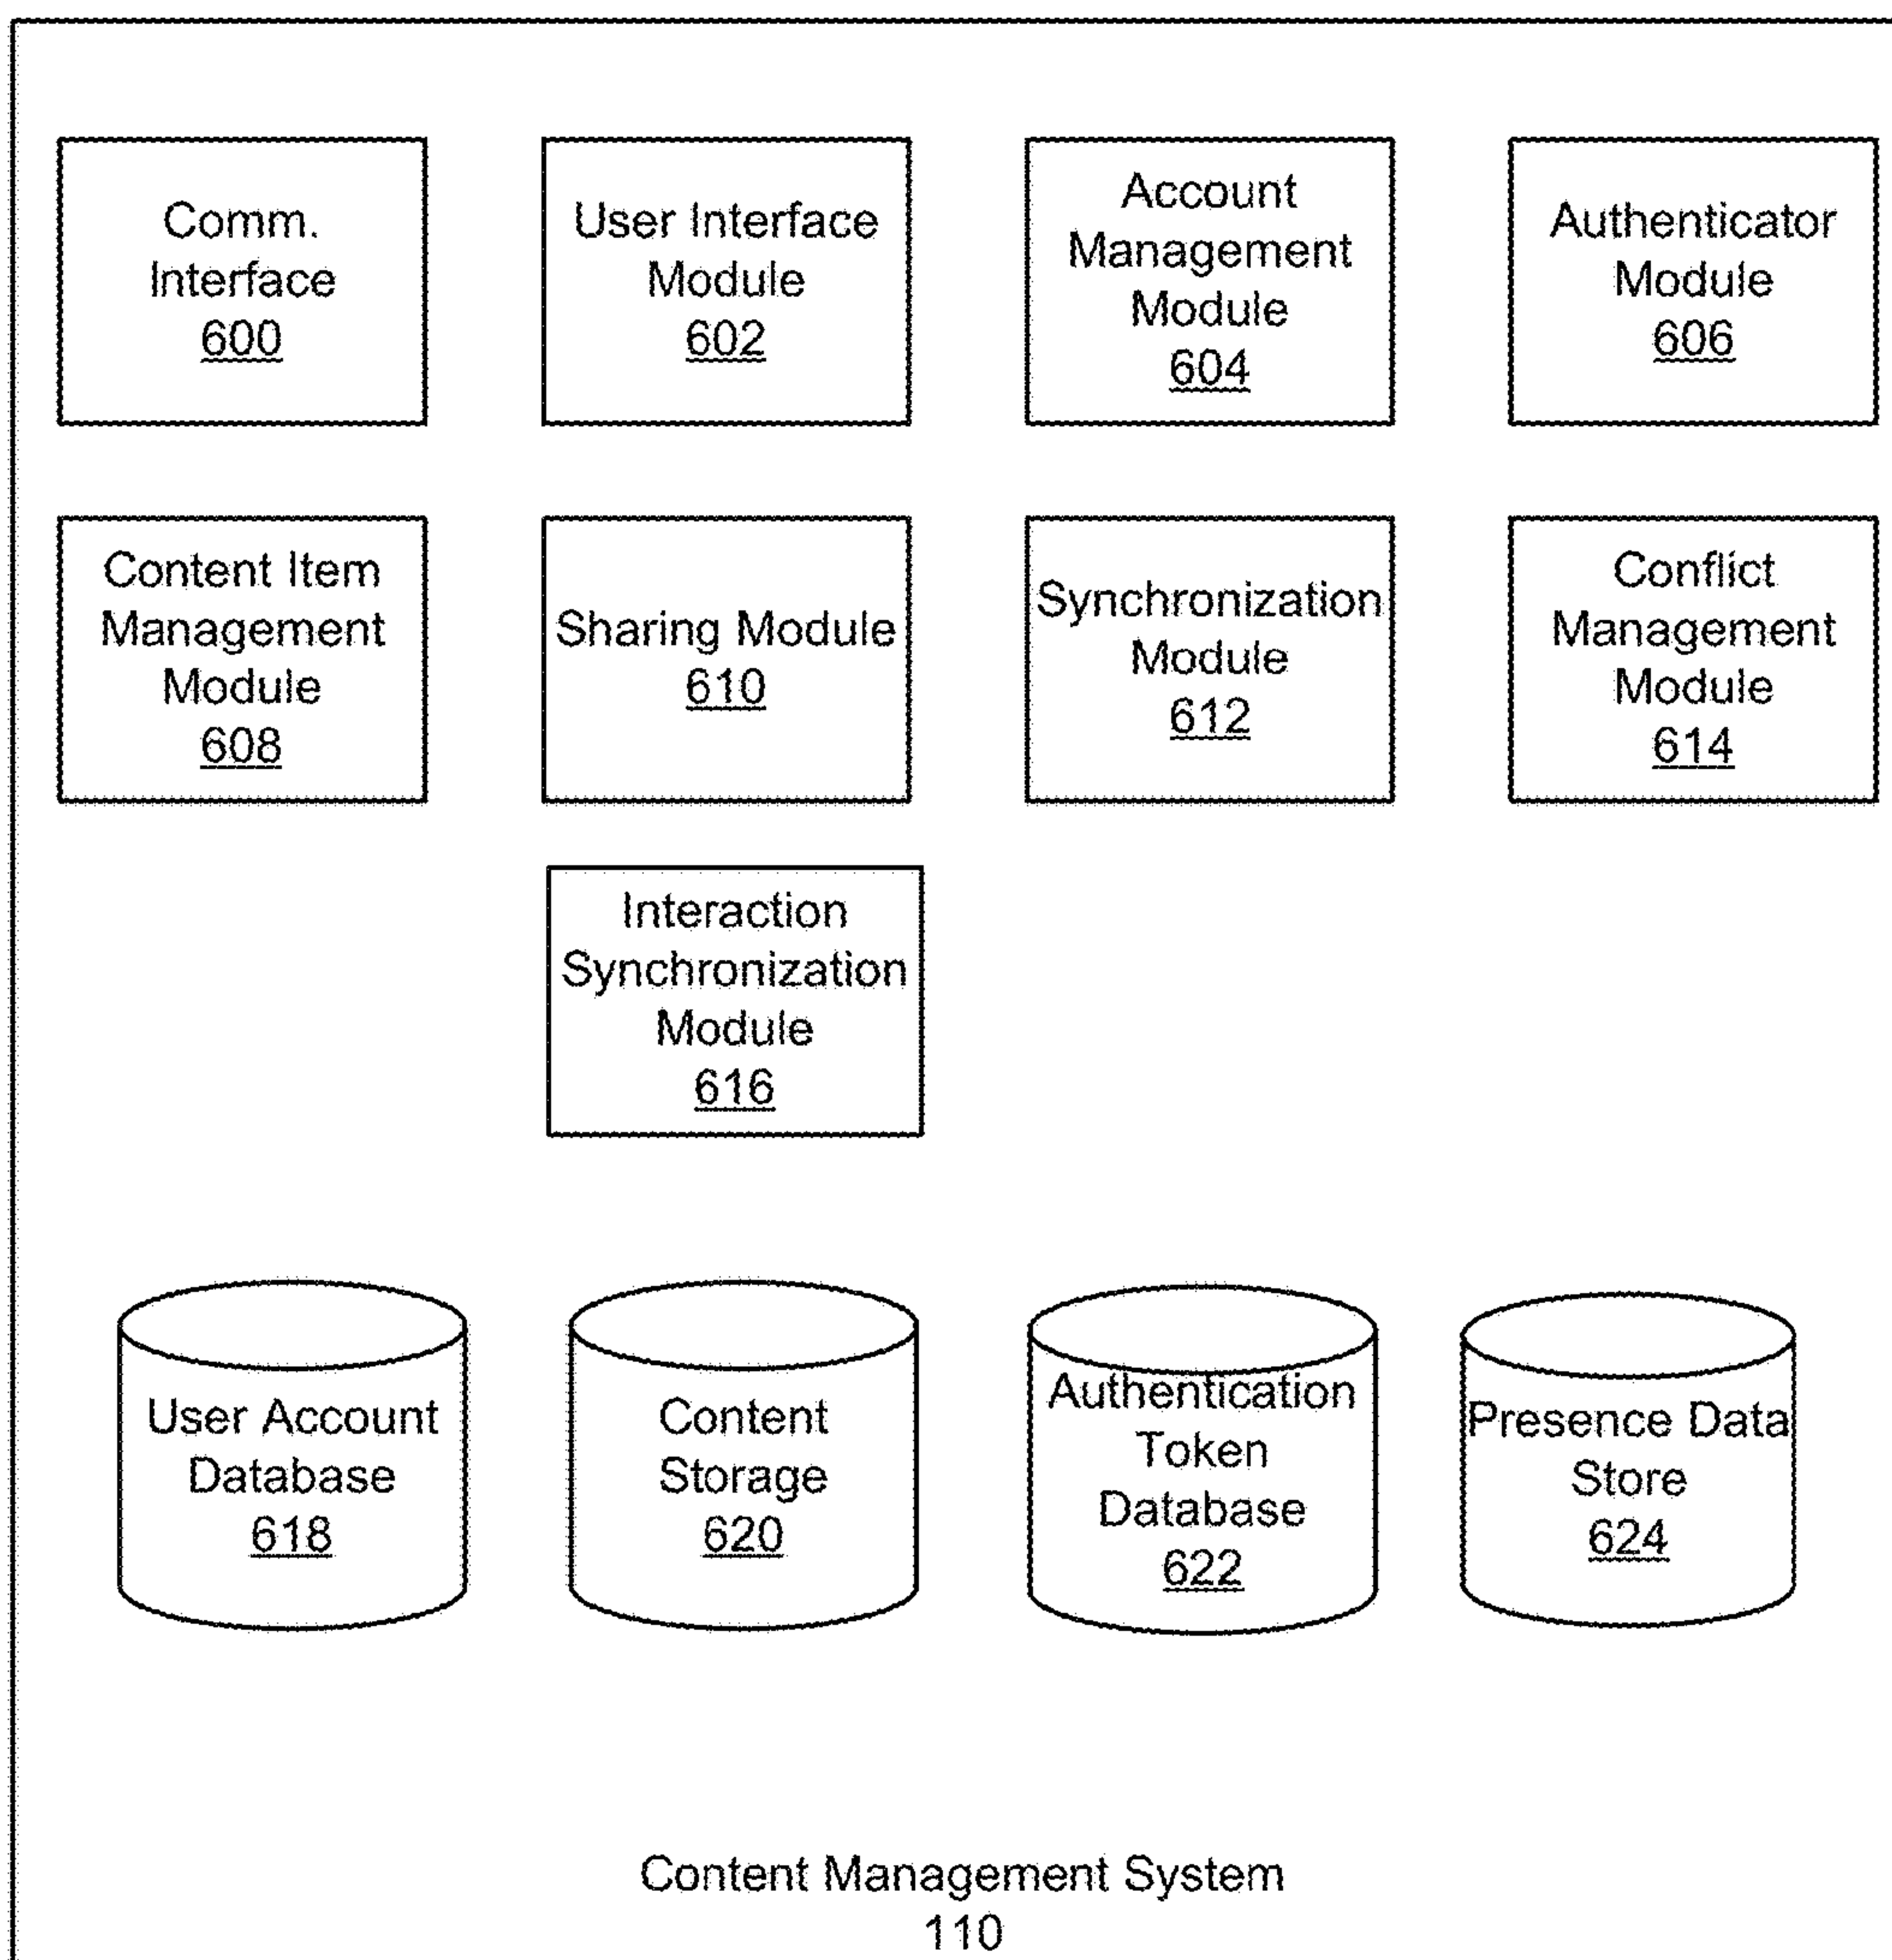 Comm.
Interface
600
User Interface
Module
602
Account
Management
Module
604
Authenticator
Module
606
Content Item
Management
Module
608
Sharing Module
610
Synchronization
Module
612
Conflict
Management
Module
614
Interaction
Synchronization
Module
616
User Account
Database
618
Content
Storage
620
Authentication
Token
Database
622
Presence Data
Store
624
Content Management System
110